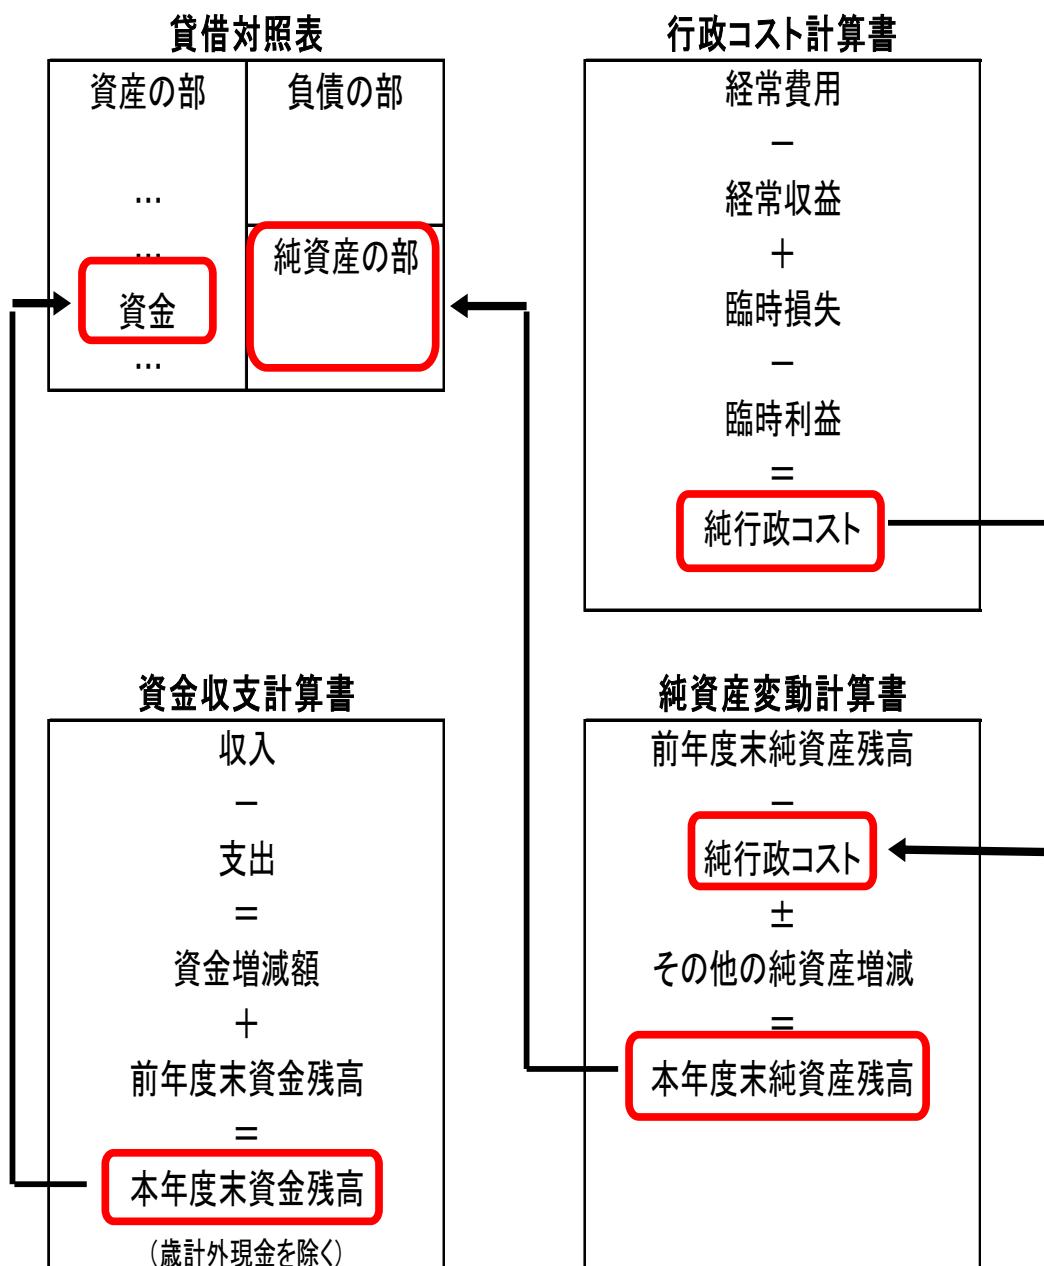 貸借対照表
資産の部
負債の部
…
…
純資産の部
資金
…
行政コスト計算書
経常費用
－
経常収益
＋
臨時損失
－
臨時利益
＝
純行政コスト
資金収支計算書
収入
－
支出
＝
資金増減額
＋
前年度末資金残高
＝
本年度末資金残高
（歳計外現金を除く）
純資産変動計算書
前年度末純資産残高
－
純行政コスト
±
その他の純資産増減
＝
本年度末純資産残高